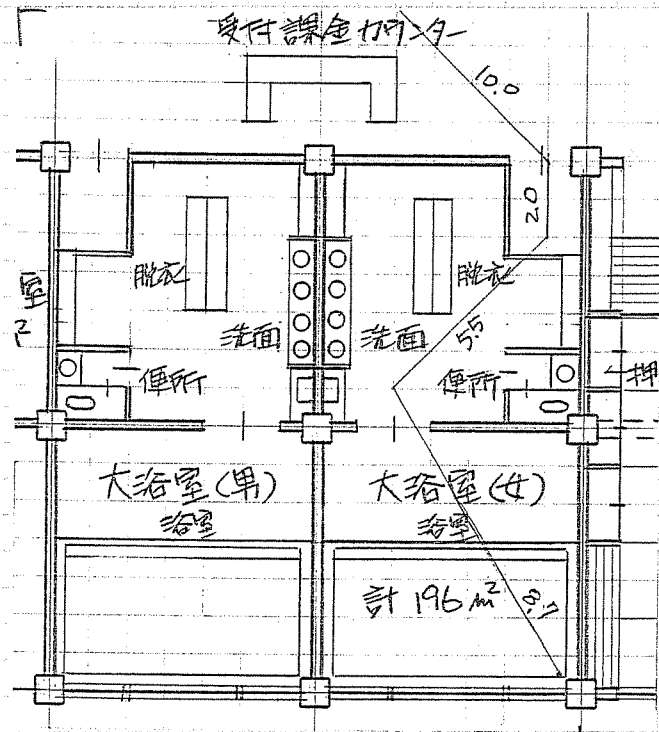 受付課金カウンター
10.0
2.0
脱衣
脱衣
室
洗面
洗面
5.5
便所
便所
押
大浴室(男)
大浴室(女)
浴室
浴室
計 196 m²
8.7